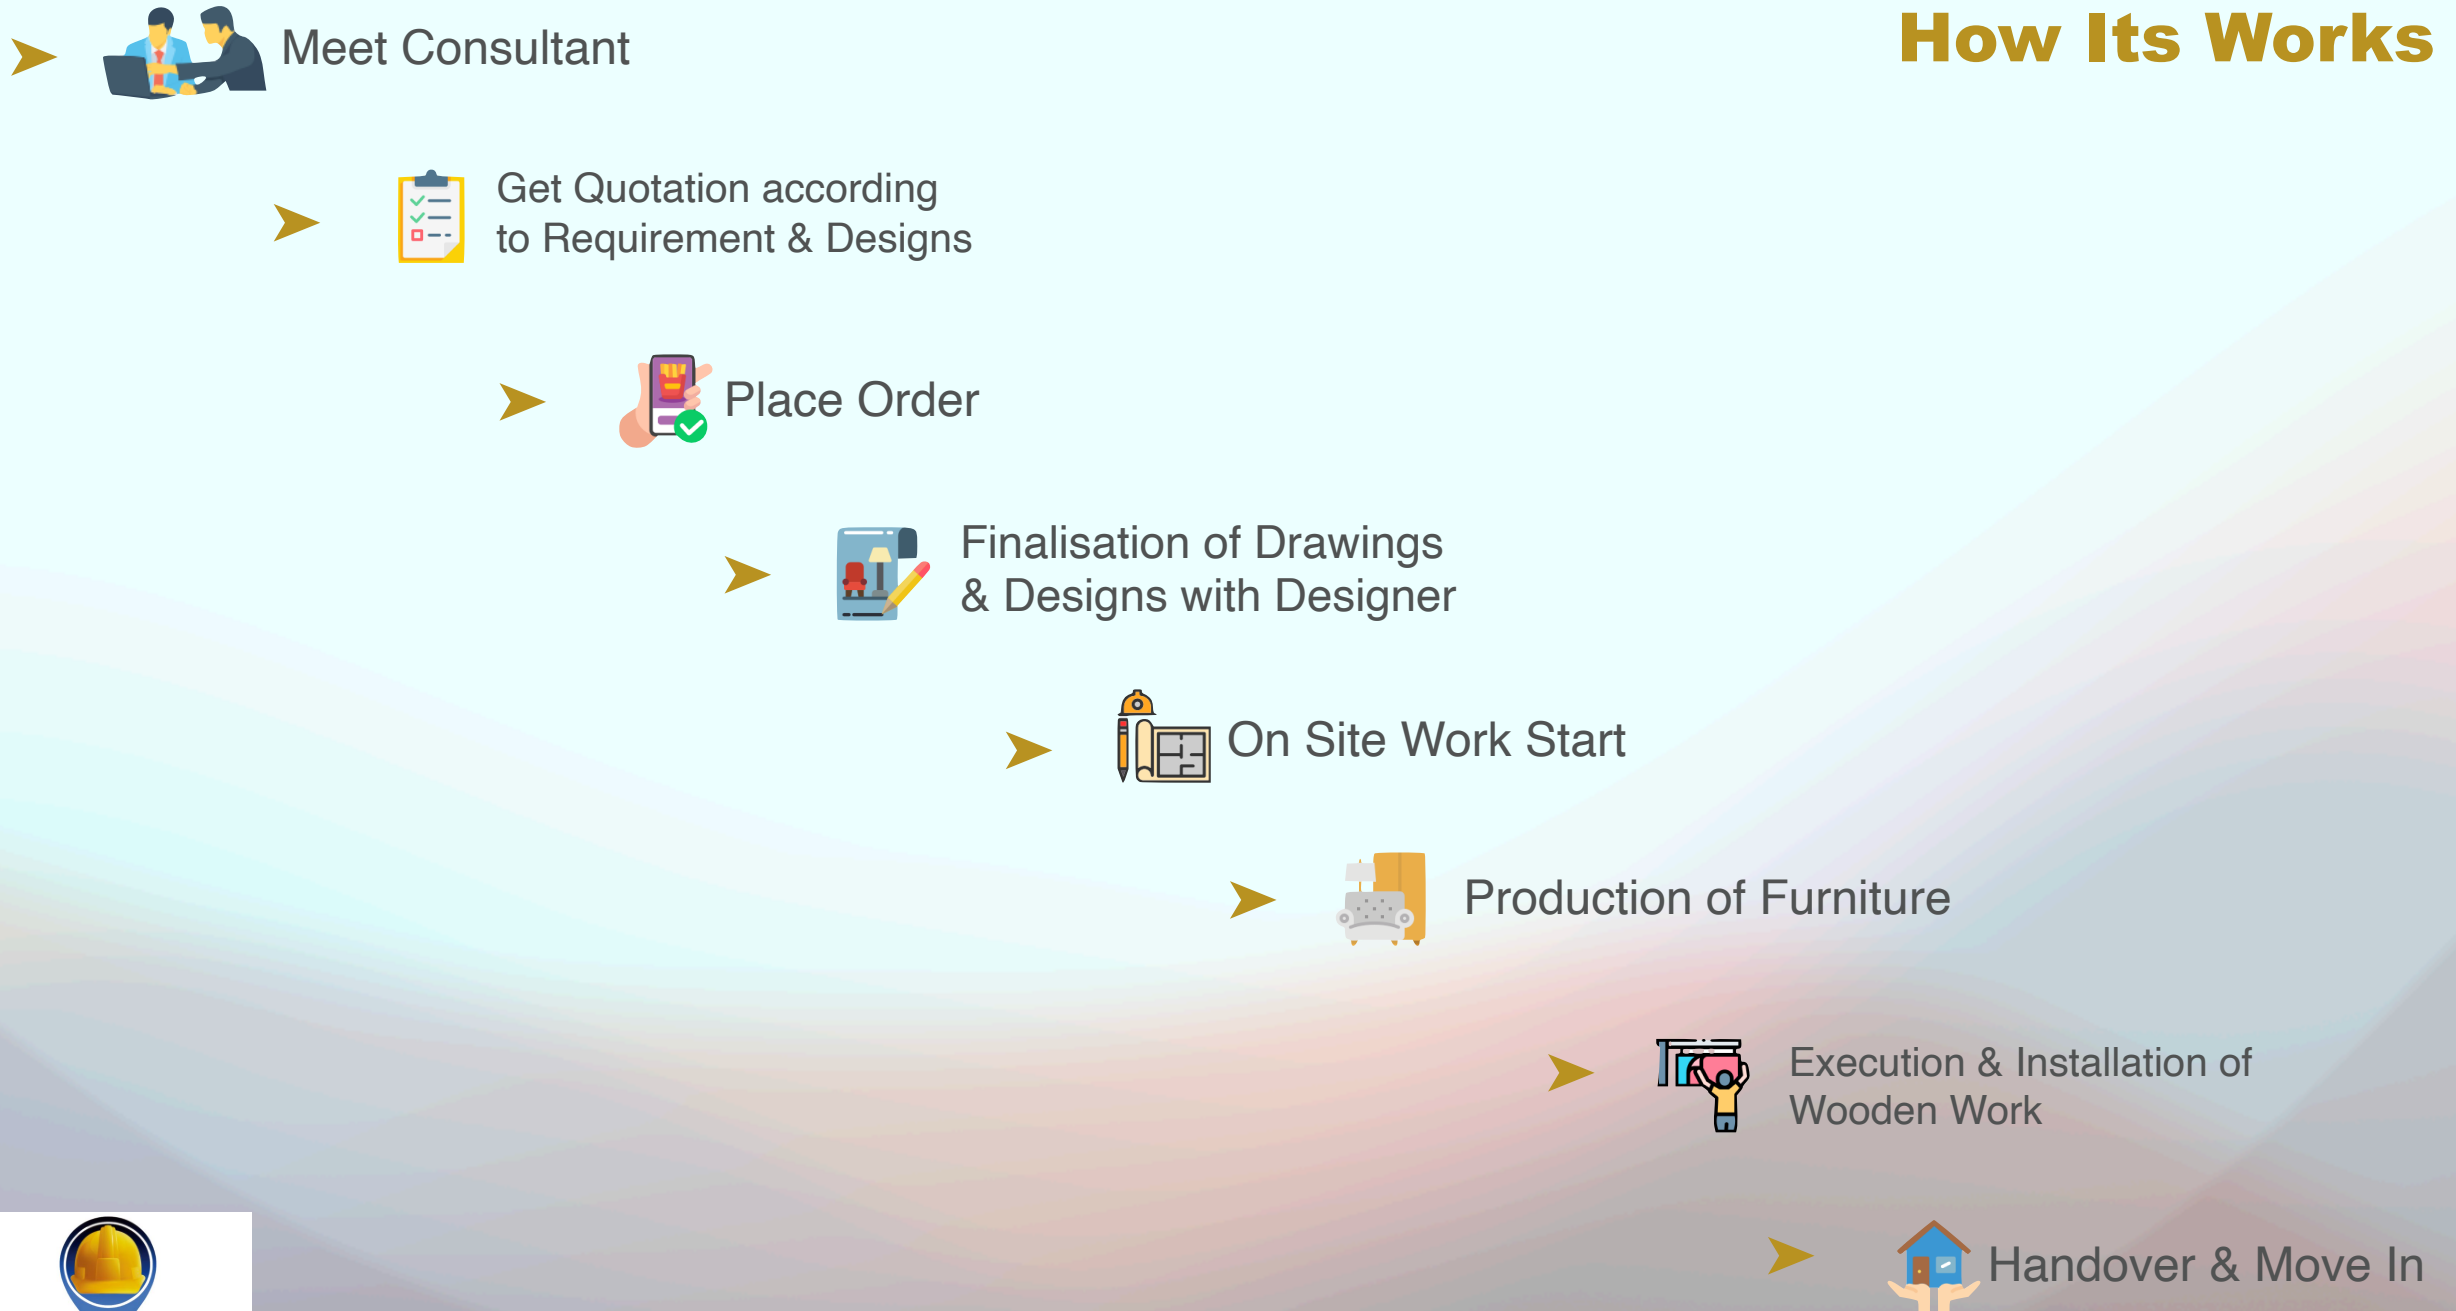 How Its Works
Meet Consultant
Get Quotation according
to Requirement & Designs
Place Order
Finalisation of Drawings
& Designs with Designer
On Site Work Start
Production of Furniture
Execution & Installation of
Wooden Work
Handover & Move In